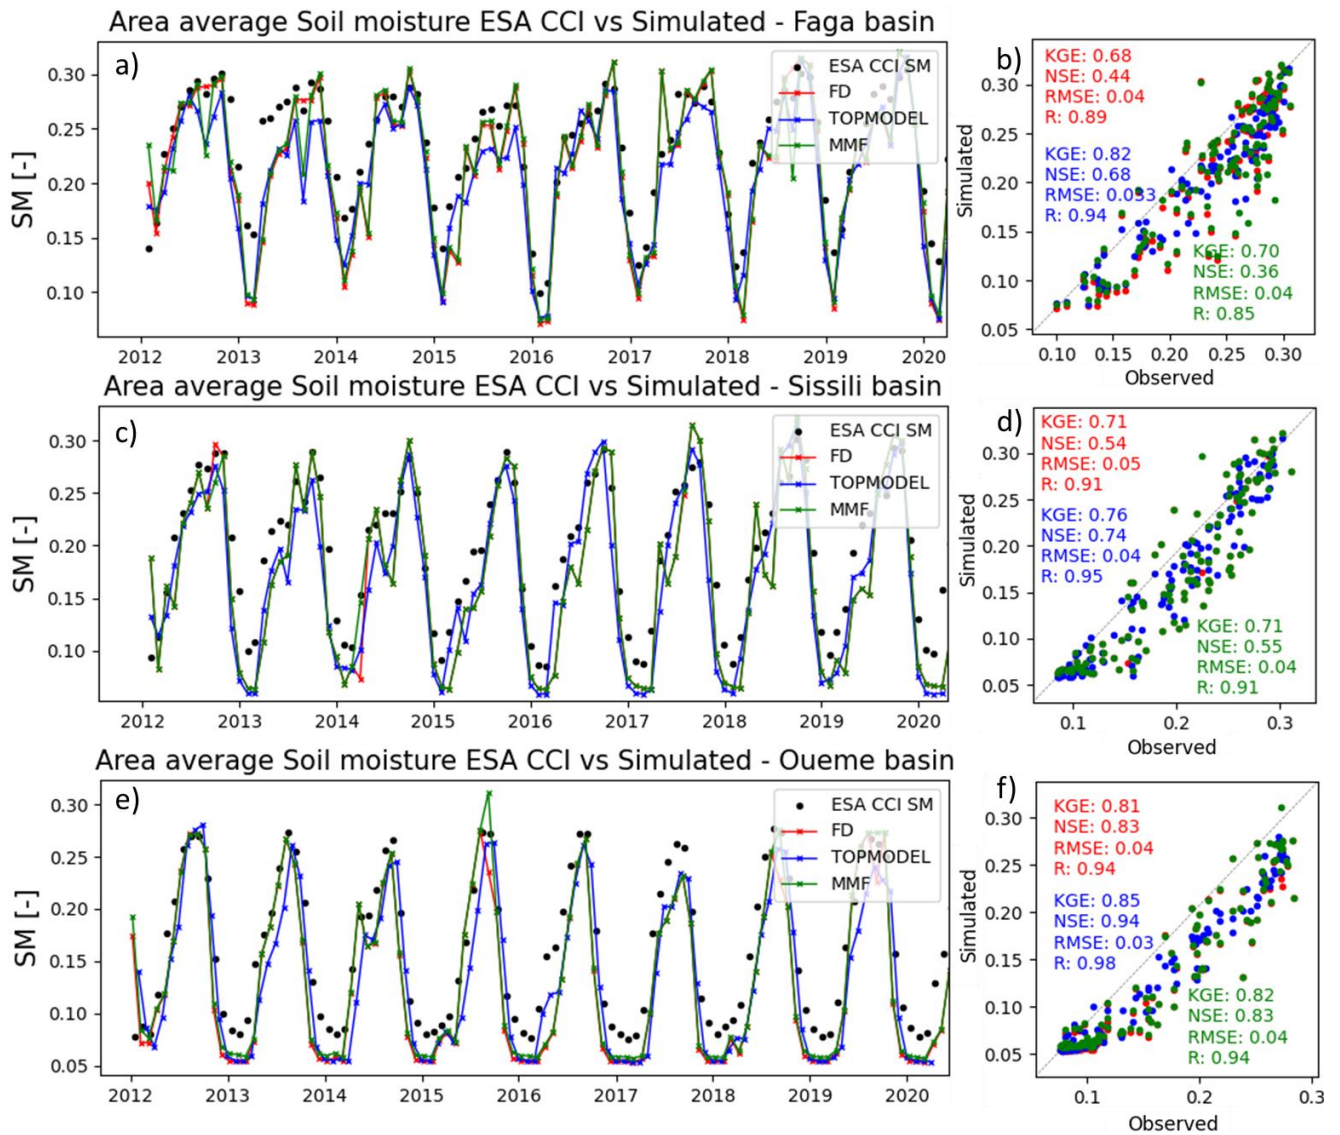 Area average Soil moisture ESA CCI vs Simulated - Faga basin
a)
SM [-]
0.30
0.25
0.20
0.15
0.10
ESA CCI SM
FD
TOPMODEL
MMF
2012 2013 2014 2015 2016 2017 2018 2019 2020
b)
KGE: 0.68
NSE: 0.44
RMSE: 0.04
R: 0.89
KGE: 0.82
NSE: 0.68
RMSE: 0.033
R: 0.94
KGE: 0.70
NSE: 0.36
RMSE: 0.04
R: 0.85
Simulated
0.30
0.25
0.20
0.15
0.10
0.05
0.10 0.15 0.20 0.25 0.30
Observed
Area average Soil moisture ESA CCI vs Simulated - Sissili basin
c)
SM [-]
0.30
0.25
0.20
0.15
0.10
ESA CCI SM
FD
TOPMODEL
MMF
2012 2013 2014 2015 2016 2017 2018 2019 2020
d)
KGE: 0.71
NSE: 0.54
RMSE: 0.05
R: 0.91
KGE: 0.76
NSE: 0.74
RMSE: 0.04
R: 0.95
KGE: 0.71
NSE: 0.55
RMSE: 0.04
R: 0.91
Simulated
0.30
0.25
0.20
0.15
0.10
0.05
0.1 0.2 0.3
Observed
Area average Soil moisture ESA CCI vs Simulated - Oueme basin
e)
SM [-]
0.30
0.25
0.20
0.15
0.10
0.05
ESA CCI SM
FD
TOPMODEL
MMF
2012 2013 2014 2015 2016 2017 2018 2019 2020
f)
KGE: 0.81
NSE: 0.83
RMSE: 0.04
R: 0.94
KGE: 0.85
NSE: 0.94
RMSE: 0.03
R: 0.98
KGE: 0.82
NSE: 0.83
RMSE: 0.04
R: 0.94
Simulated
0.30
0.25
0.20
0.15
0.10
0.05
0.1 0.2 0.3
Observed